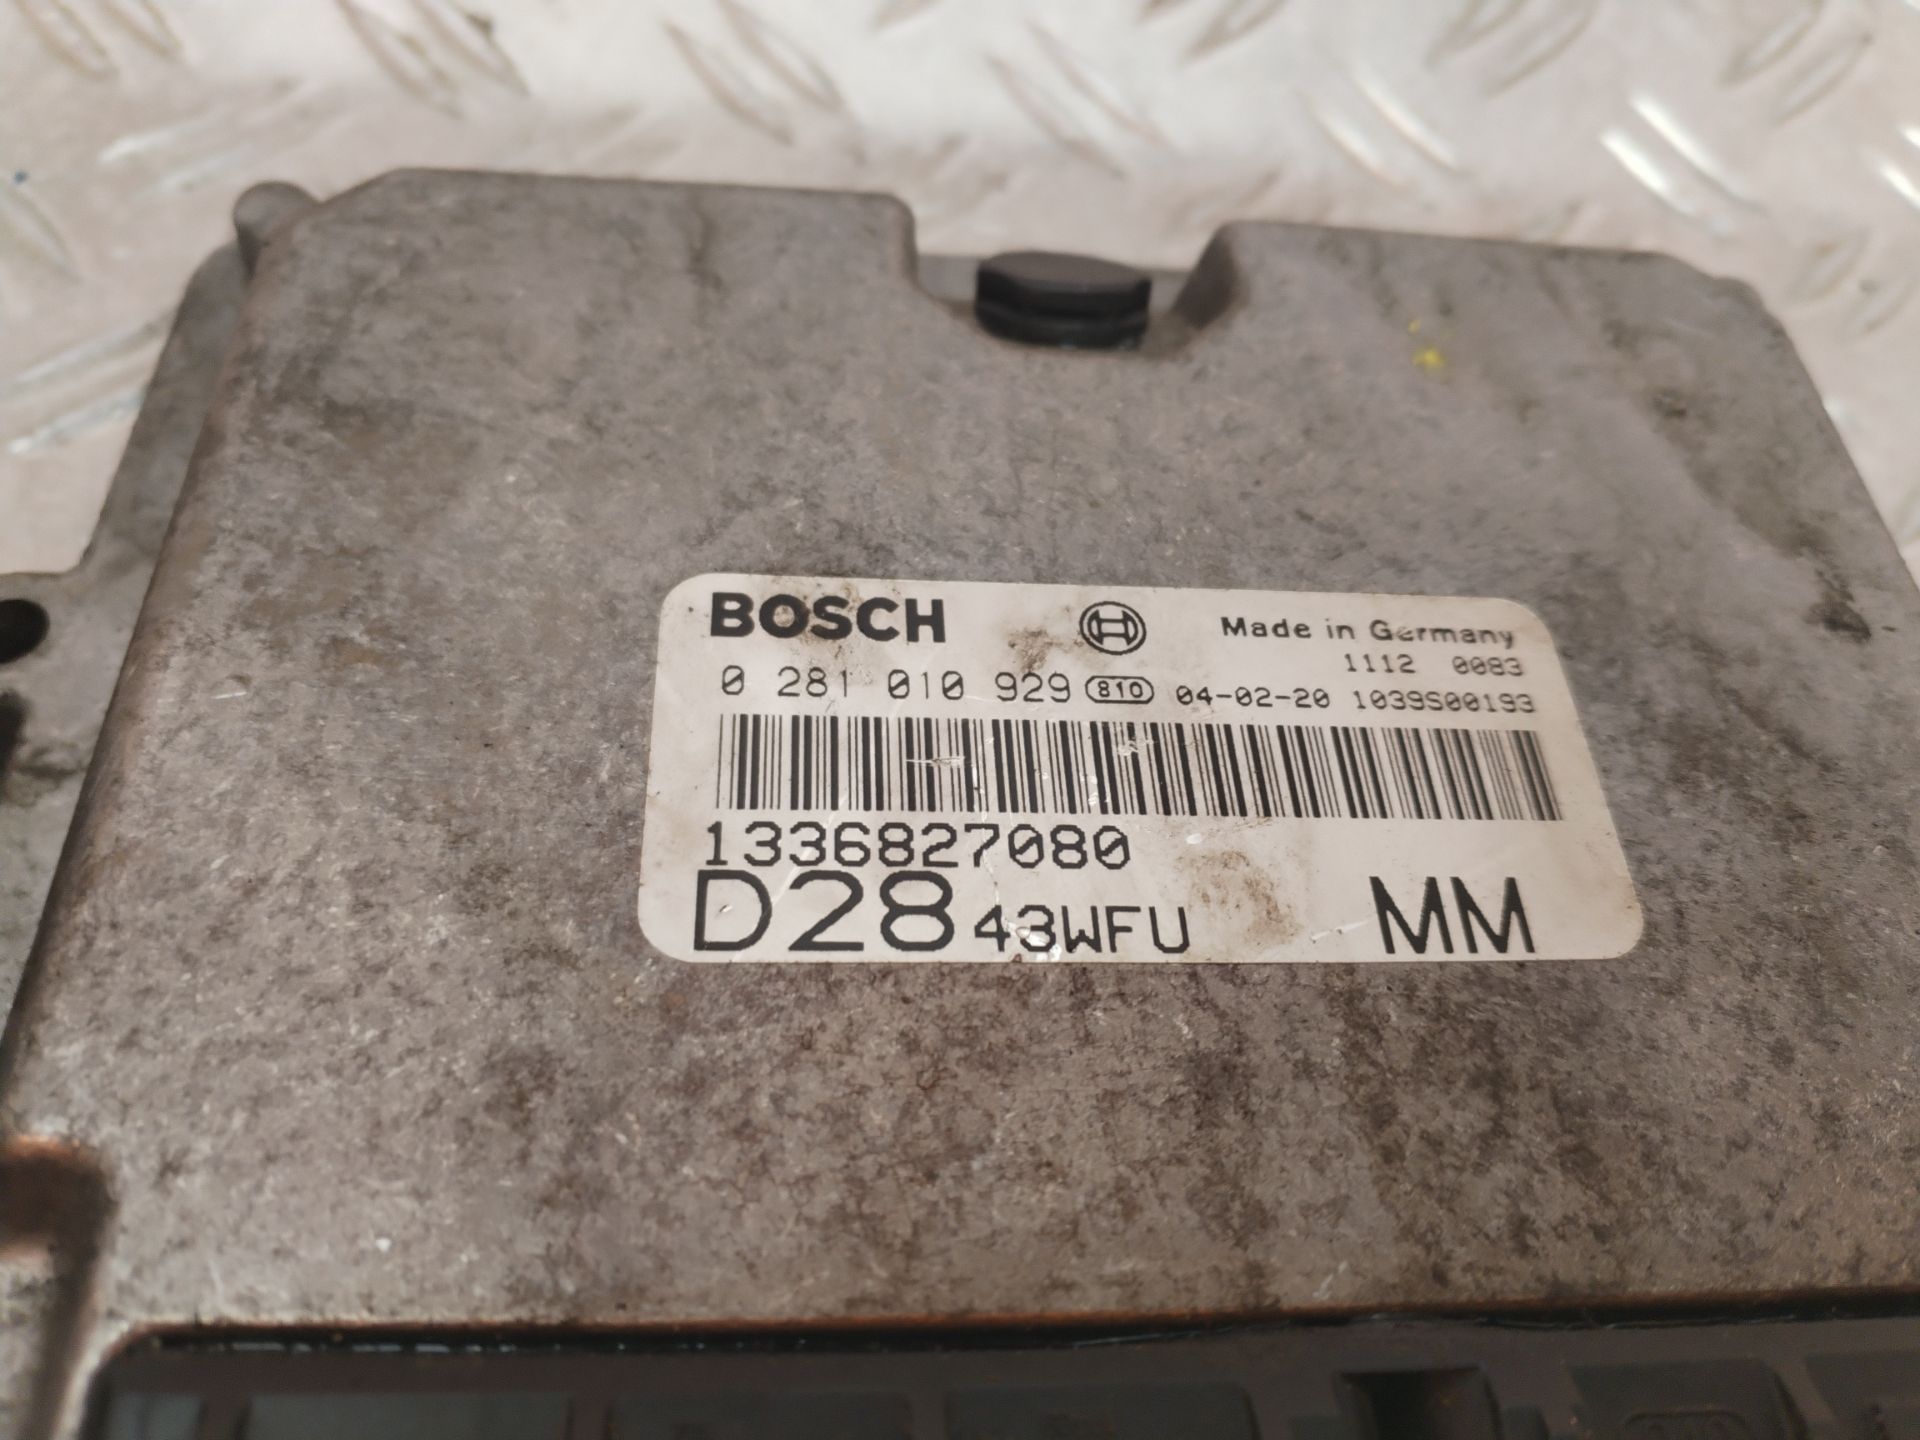 BOSCH
Made in Germany
1112 0083
0 281 010 929 810 04-02-20 1039S00193
1336827080
D28 43WFU MM